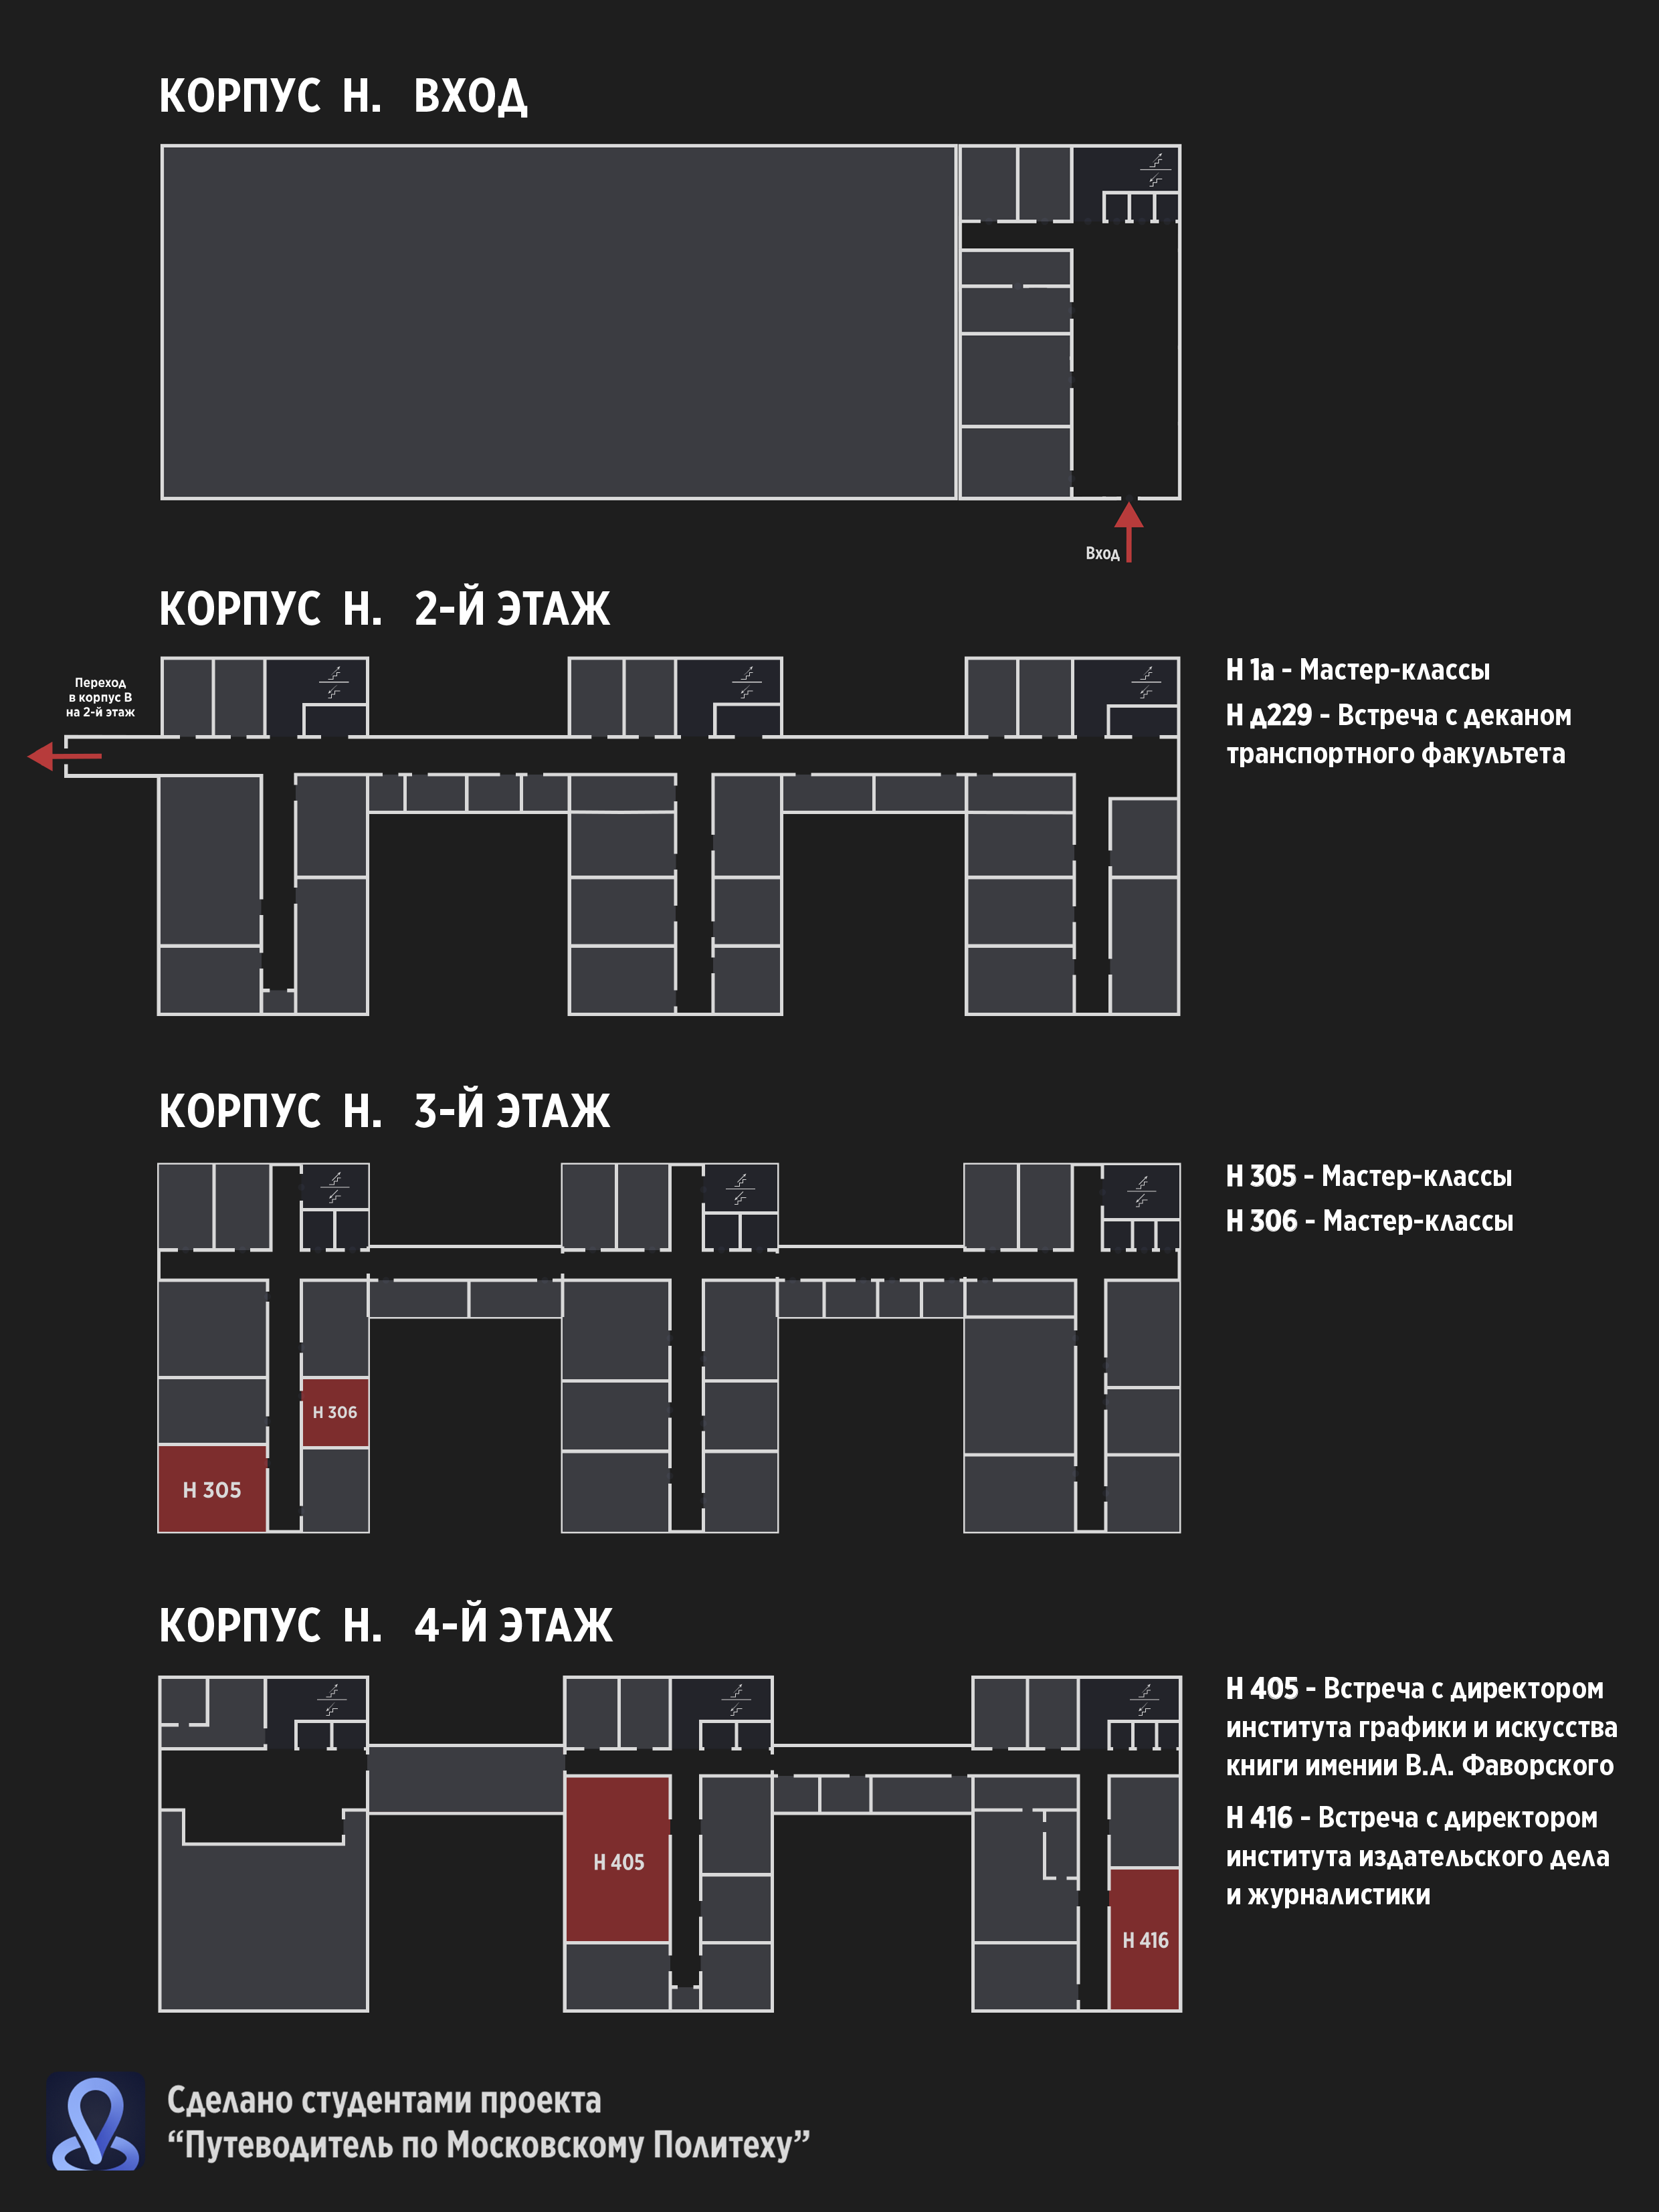 КОРПУС Н. ВХОД
Вход
КОРПУС Н. 2-Й ЭТАЖ
Переход
в корпус В
на 2-й этаж
Н 1а - Мастер-классы
Н д229 - Встреча с деканом
транспортного факультета
КОРПУС Н. 3-Й ЭТАЖ
Н 305 - Мастер-классы
Н 306 - Мастер-классы
Н 306
Н 305
КОРПУС Н. 4-Й ЭТАЖ
Н 405 - Встреча с директором
института графики и искусства
книги имении В.А. Фаворского
Н 416 - Встреча с директором
института издательского дела
и журналистики
Н 405
Н 416
Сделано студентами проекта
“Путеводитель по Московскому Политеху”